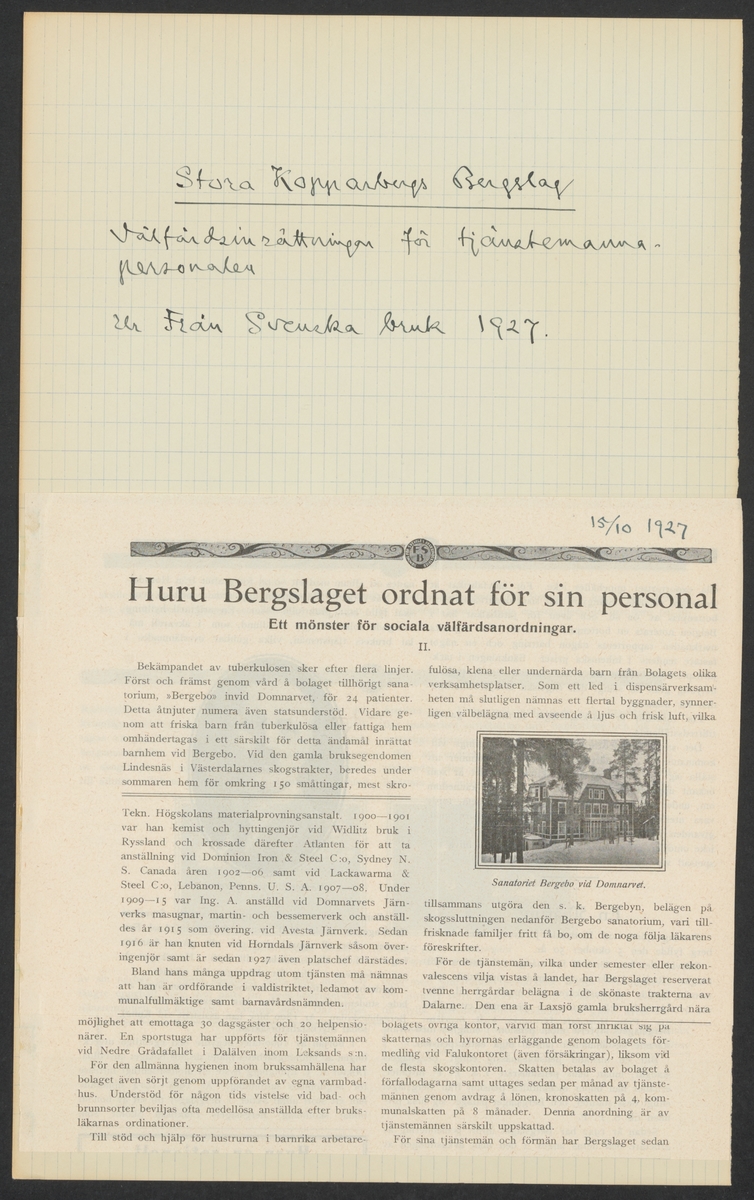 Stora Kopparbergs Bergslag
Välfärdsinrättningen för tjänstemanna-
personalen
Ur Från Svenska bruk 1927.
15/10 1927
FSB
Huru Bergslaget ordnat för sin personal
Ett mönster för sociala välfärdsanordningar.
II.
Bekämpandet av tuberkulosen sker efter flera linjer.
Först och främst genom vård å bolaget tillhörigt sana-
torium, »Bergebo» invid Domnarvet, för 24 patienter.
Detta åtnjuter numera även statsunderstöd. Vidare ge-
nom att friska barn från tuberkulösa eller fattiga hem
omhändertagas i ett särskilt för detta ändamål inrättat
barnhem vid Bergebo. Vid den gamla bruksegendomen
Lindesnäs i Västerdalarnes skogstrakter, beredes under
sommaren hem för omkring 150 småttingar, mest skro-
Tekn. Högskolans materialprovningsanstalt. 1900—1901
var han kemist och hyttingenjör vid Widlitz bruk i
Ryssland och krossade därefter Atlanten för att ta
anställning vid Dominion Iron & Steel C:o, Sydney N.
S. Canada åren 1902—06 samt vid Lackawarma &
Steel C:o, Lebanon, Penns. U. S. A. 1907—08. Under
1909—15 var Ing. A. anställd vid Domnarvets Järn-
verks masugnar, martin- och bessemerverk och anställ-
des år 1915 som övering. vid Avesta Järnverk. Sedan
1916 är han knuten vid Horndals Järnverk såsom över-
ingenjör samt är sedan 1927 även platschef därstädes.
Bland hans många uppdrag utom tjänsten må nämnas
att han är ordförande i valdistriktet, ledamot av kom-
munalfullmäktige samt barnavårdsnämnden.
fulösa, klena eller undernärda barn från Bolagets olika
verksamhetsplatser. Som ett led i dispensärverksam-
heten må slutligen nämnas ett flertal byggnader, synner-
ligen välbelägna med avseende å ljus och frisk luft, vilka
Sanatoriet Bergebo vid Domnarvet.
tillsammans utgöra den s. k. Bergebyn, belägen på
skogssluttningen nedanför Bergebo sanatorium, vari till-
frisknade familjer fritt få bo, om de noga följa läkarens
föreskrifter.
För de tjänstemän, vilka under semester eller rekon-
valescens vilja vistas å landet, har Bergslaget reserverat
tvenne herrgårdar belägna i de skönaste trakterna av
Dalarne. Den ena är Laxsjö gamla bruksherrgård nära
möjlighet att emottaga 30 dagsgäster och 20 helpensio-
närer. En sportstuga har uppförts för tjänstemännen
vid Nedre Grådafallet i Dalälven inom Leksands s:n.
För den allmänna hygienen inom brukssamhällena har
bolaget även sörjt genom uppförandet av egna varmbad-
hus. Understöd för någon tids vistelse vid bad- och
brunnsorter beviljas ofta medellösa anställda efter bruks-
läkarnas ordinationer.
Till stöd och hjälp för hustrurna i barnrika arbetare-
bolagets övriga kontor, varvid man först inriktat sig på
skatternas och hyrornas erläggande genom bolagets för-
medling vid Falukontoret (även försäkringar), liksom vid
de flesta skogskontoren. Skatten betalas av bolaget å
förfallodagarna samt uttages sedan per månad av tjänste-
männen genom avdrag å lönen, kronoskatten på 4, kom-
munalskatten på 8 månader. Denna anordning är av
tjänstemännen särskilt uppskattad.
För sina tjänstemän och förmän har Bergslaget sedan